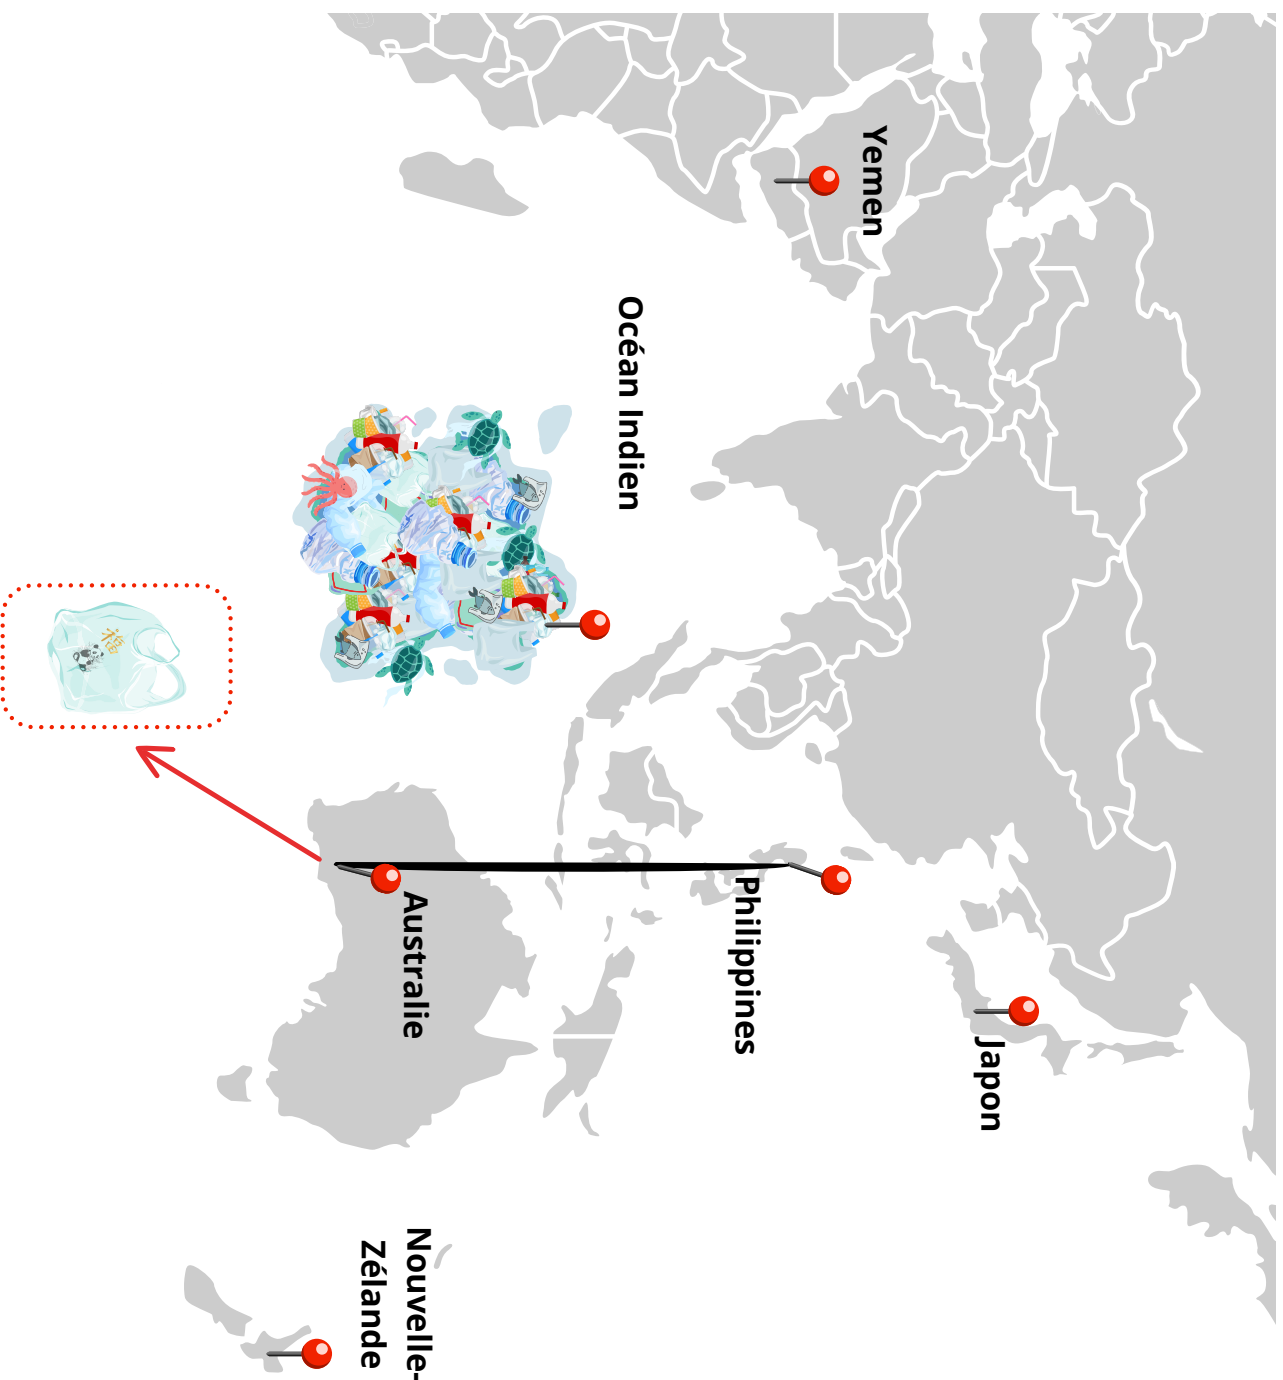 Yemen
Océan Indien
Japon
Philippines
Australie
Nouvelle-
Zélande